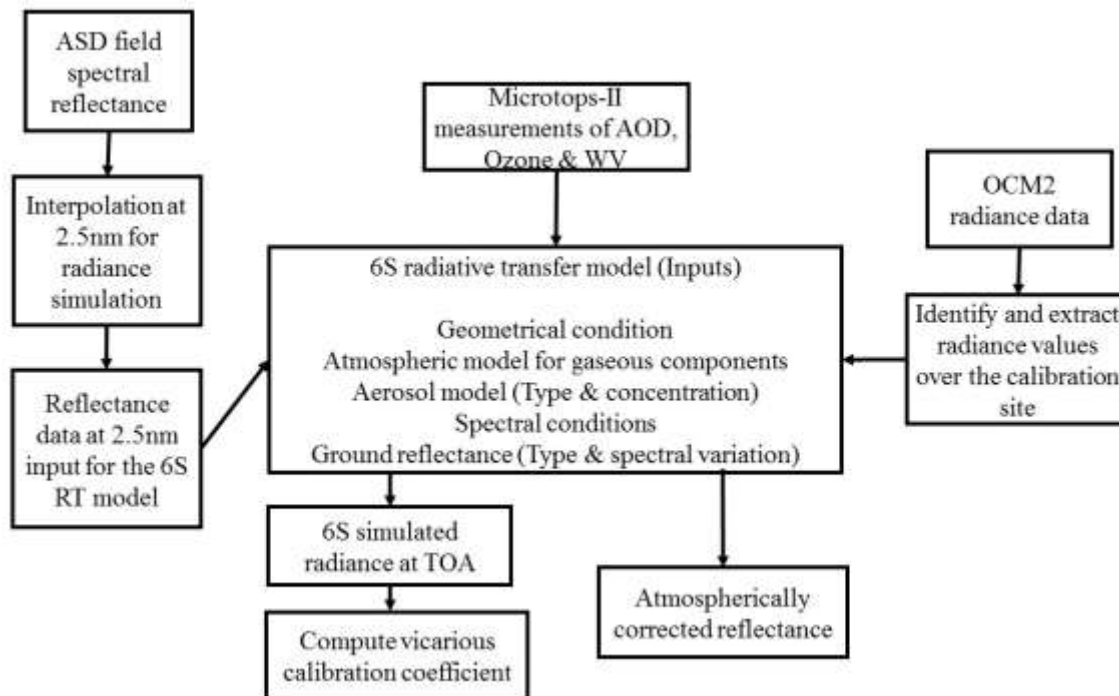 ASD field
spectral
reflectance
Interpolation at
2.5nm for
radiance
simulation
Reflectance
data at 2.5nm
input for the 6S
RT model
Microtops-II
measurements of AOD,
Ozone & WV
6S radiative transfer model (Inputs)
Geometrical condition
Atmospheric model for gaseous components
Aerosol model (Type & concentration)
Spectral conditions
Ground reflectance (Type & spectral variation)
OCM2
radiance data
Identify and extract
radiance values
over the calibration
site
6S simulated
radiance at TOA
Compute vicarious
calibration coefficient
Atmospherically
corrected reflectance